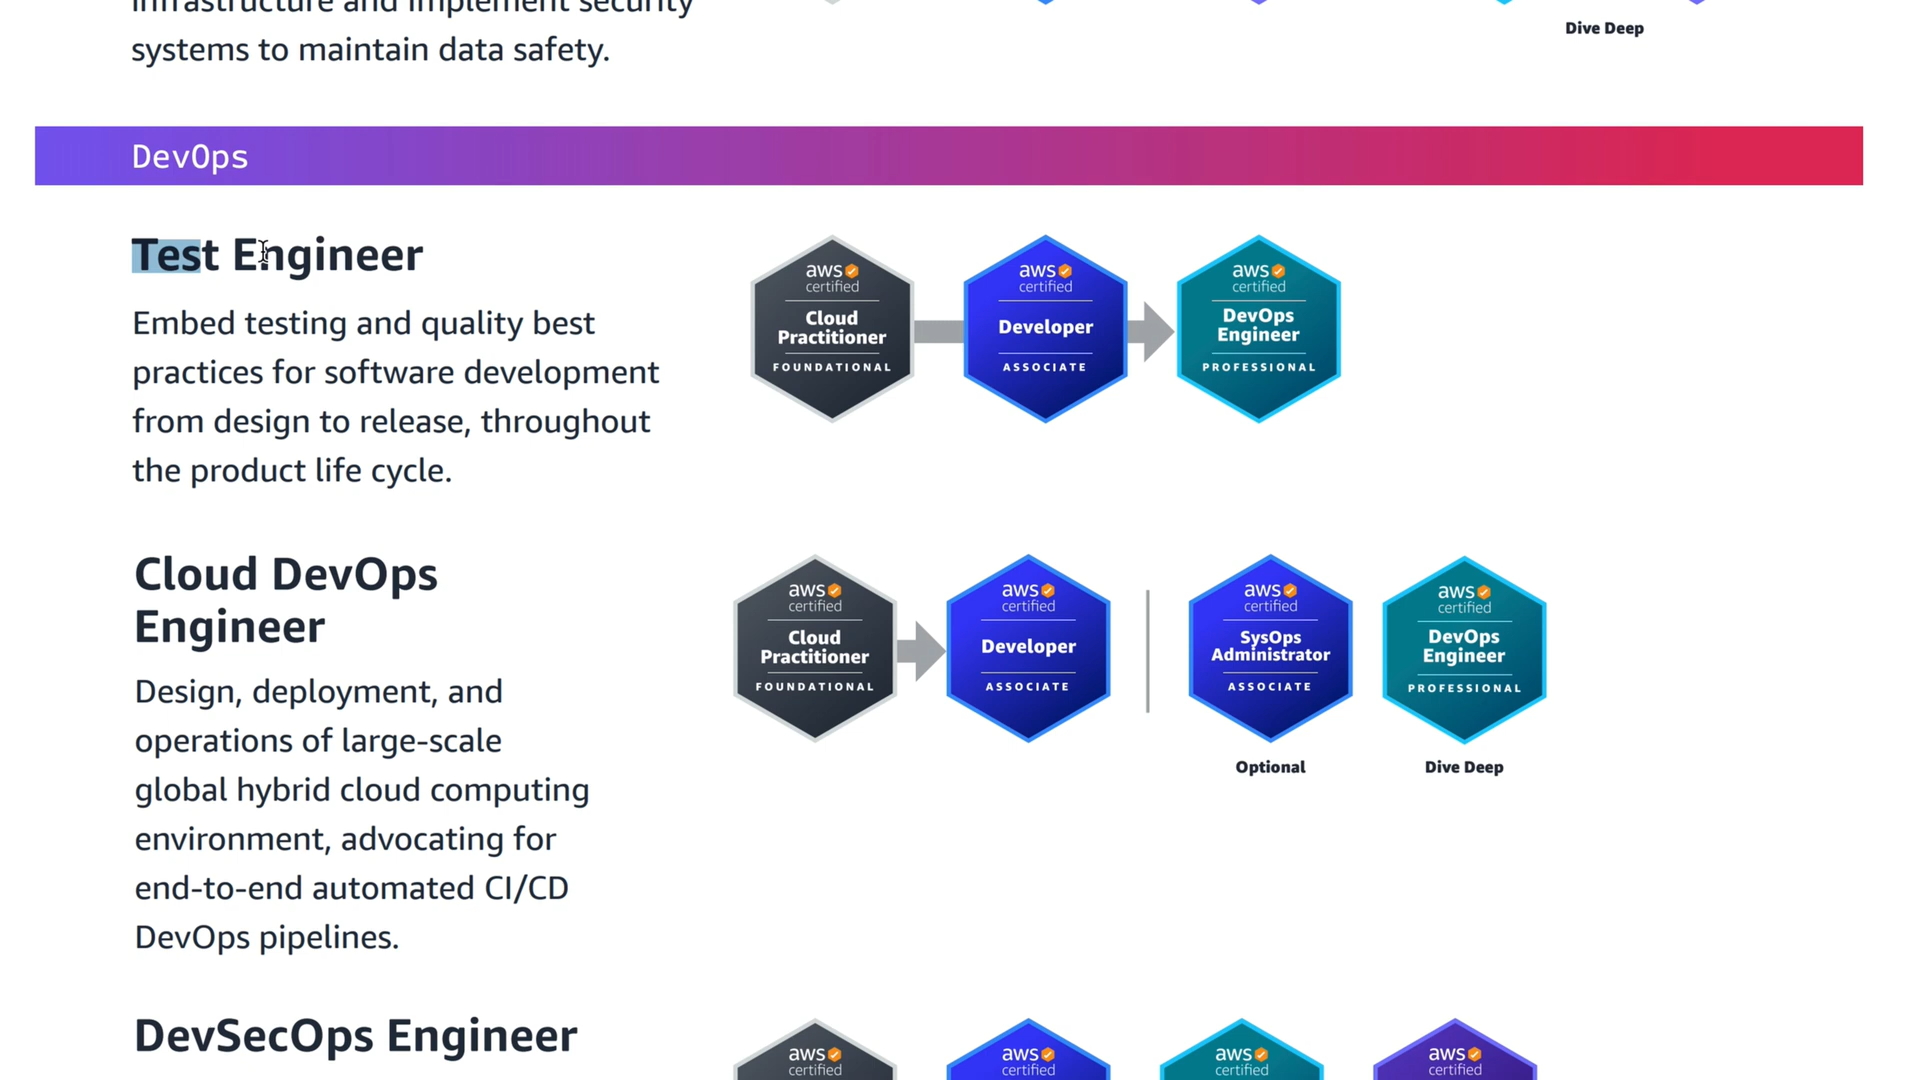 infrastructure and implement security
systems to maintain data safety.
Dive Deep
DevOps
Test Engineer
Embed testing and quality best
practices for software development
from design to release, throughout
the product life cycle.
aws
certified
Cloud
Practitioner
FOUNDATIONAL
aws
certified
Developer
ASSOCIATE
aws
certified
DevOps
Engineer
PROFESSIONAL
Cloud DevOps
Engineer
Design, deployment, and
operations of large-scale
global hybrid cloud computing
environment, advocating for
end-to-end automated CI/CD
DevOps pipelines.
aws
certified
Cloud
Practitioner
FOUNDATIONAL
aws
certified
Developer
ASSOCIATE
aws
certified
SysOps
Administrator
ASSOCIATE
Optional
aws
certified
DevOps
Engineer
PROFESSIONAL
Dive Deep
DevSecOps Engineer
aws
certified
aws
certified
aws
certified
aws
certified